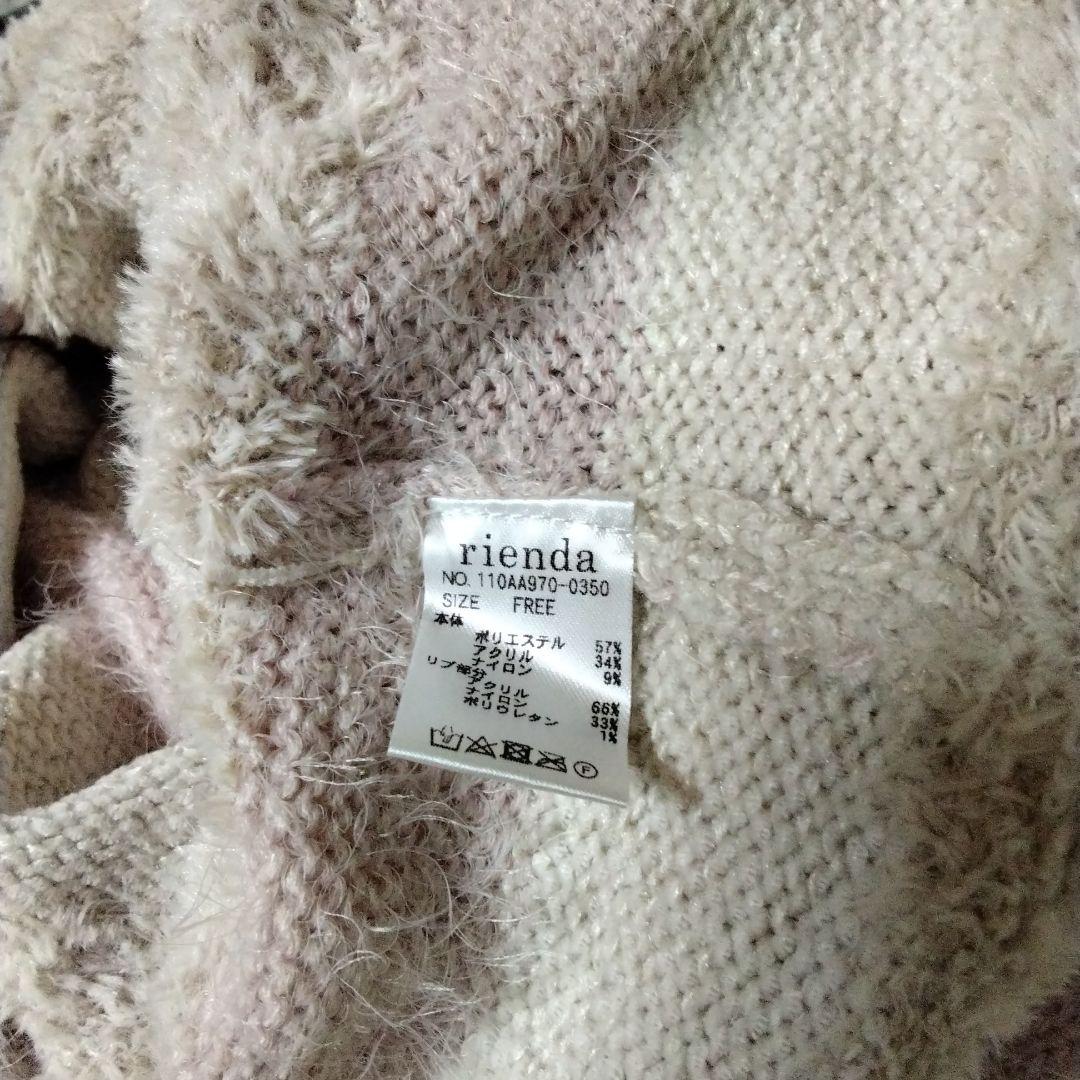 rienda
NO. 110AA970-0350
SIZE FREE
本体
ポリエステル 57%
アクリル 34%
ナイロン 9%
リブ部分
アクリル 66%
ナイロン 33%
ポリウレタン 1%
F